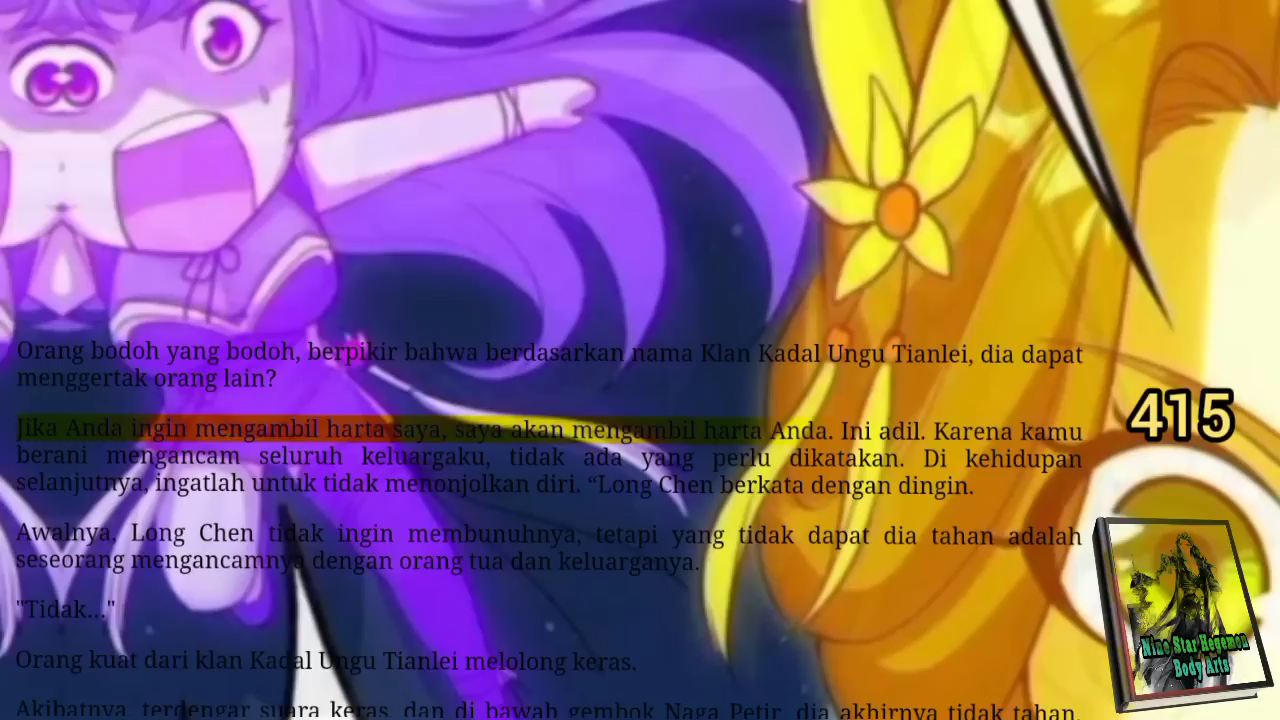 Orang bodoh yang bodoh, berpikir bahwa berdasarkan nama Klan Kadal Ungu Tianlei, dia dapat
menggertak orang lain?
Jika Anda ingin mengambil harta saya, saya akan mengambil harta Anda. Ini adil. Karena kamu
berani mengancam seluruh keluargaku, tidak ada yang perlu dikatakan. Di kehidupan
selanjutnya, ingatlah untuk tidak menonjolkan diri. “Long Chen berkata dengan dingin.
Awalnya, Long Chen tidak ingin membunuhnya, tetapi yang tidak dapat dia tahan adalah
seseorang mengancamnya dengan orang tua dan keluarganya.
"Tidak..."
Orang kuat dari klan Kadal Ungu Tianlei melolong keras.
Akibatnya, terdengar suara keras, dan di bawah gembok Naga Petir, dia akhirnya tidak tahan,
415
Nine Star Hegemon
Body Arts